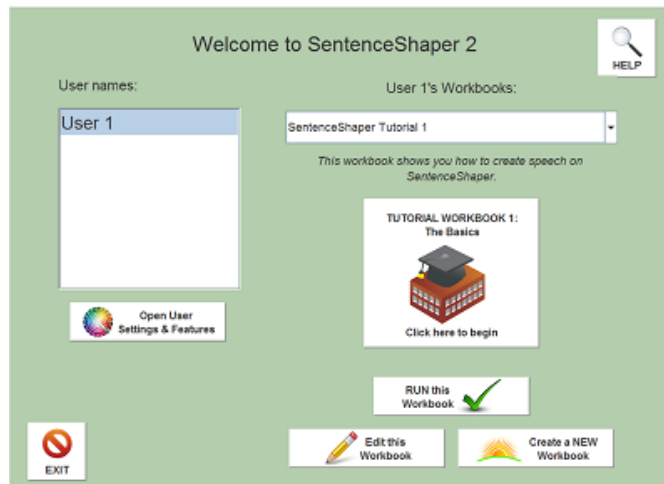 Welcome to SentenceShaper 2
HELP
User names:
User 1's Workbooks:
User 1
SentenceShaper Tutorial 1
This workbook shows you how to create speech on
SentenceShaper.
TUTORIAL WORKBOOK 1:
The Basics
Click here to begin
Open User
Settings & Features
RUN this
Workbook
Edit this
Workbook
Create a NEW
Workbook
EXIT